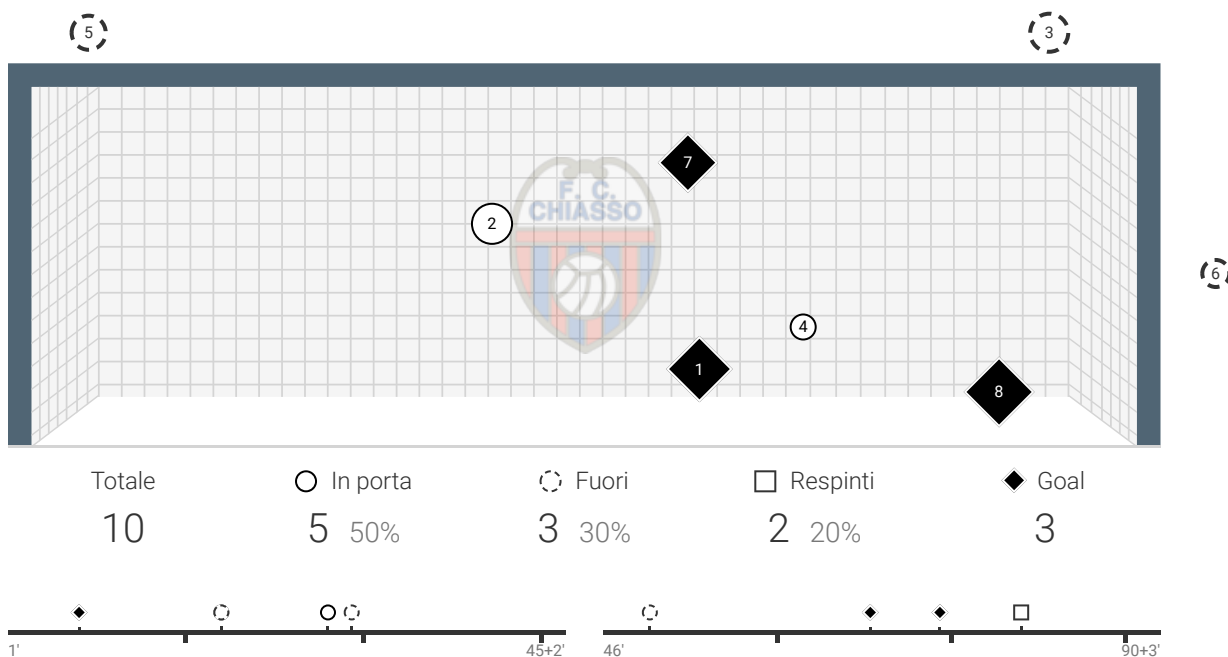 5 3
7
F. C.
CHIASSO
2
6
4
1
8
Totale In porta Fuori Respinti Goal
10 5 50% 3 30% 2 20% 3
1' 45+2' 46' 90+3'